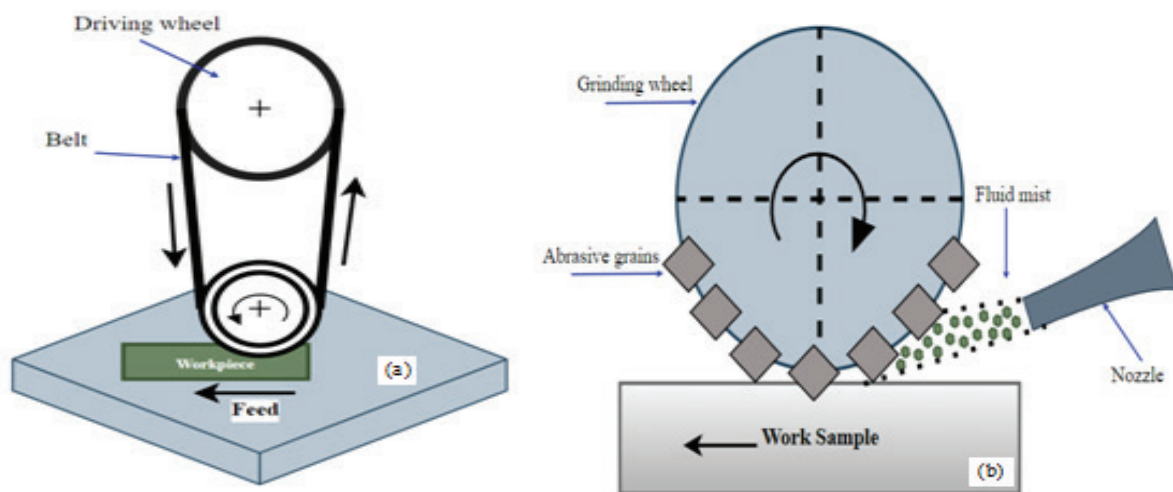 Driving wheel
Belt
Workpiece
(a)
Feed
Grinding wheel
Fluid mist
Abrasive grains
Nozzle
Work Sample
(b)